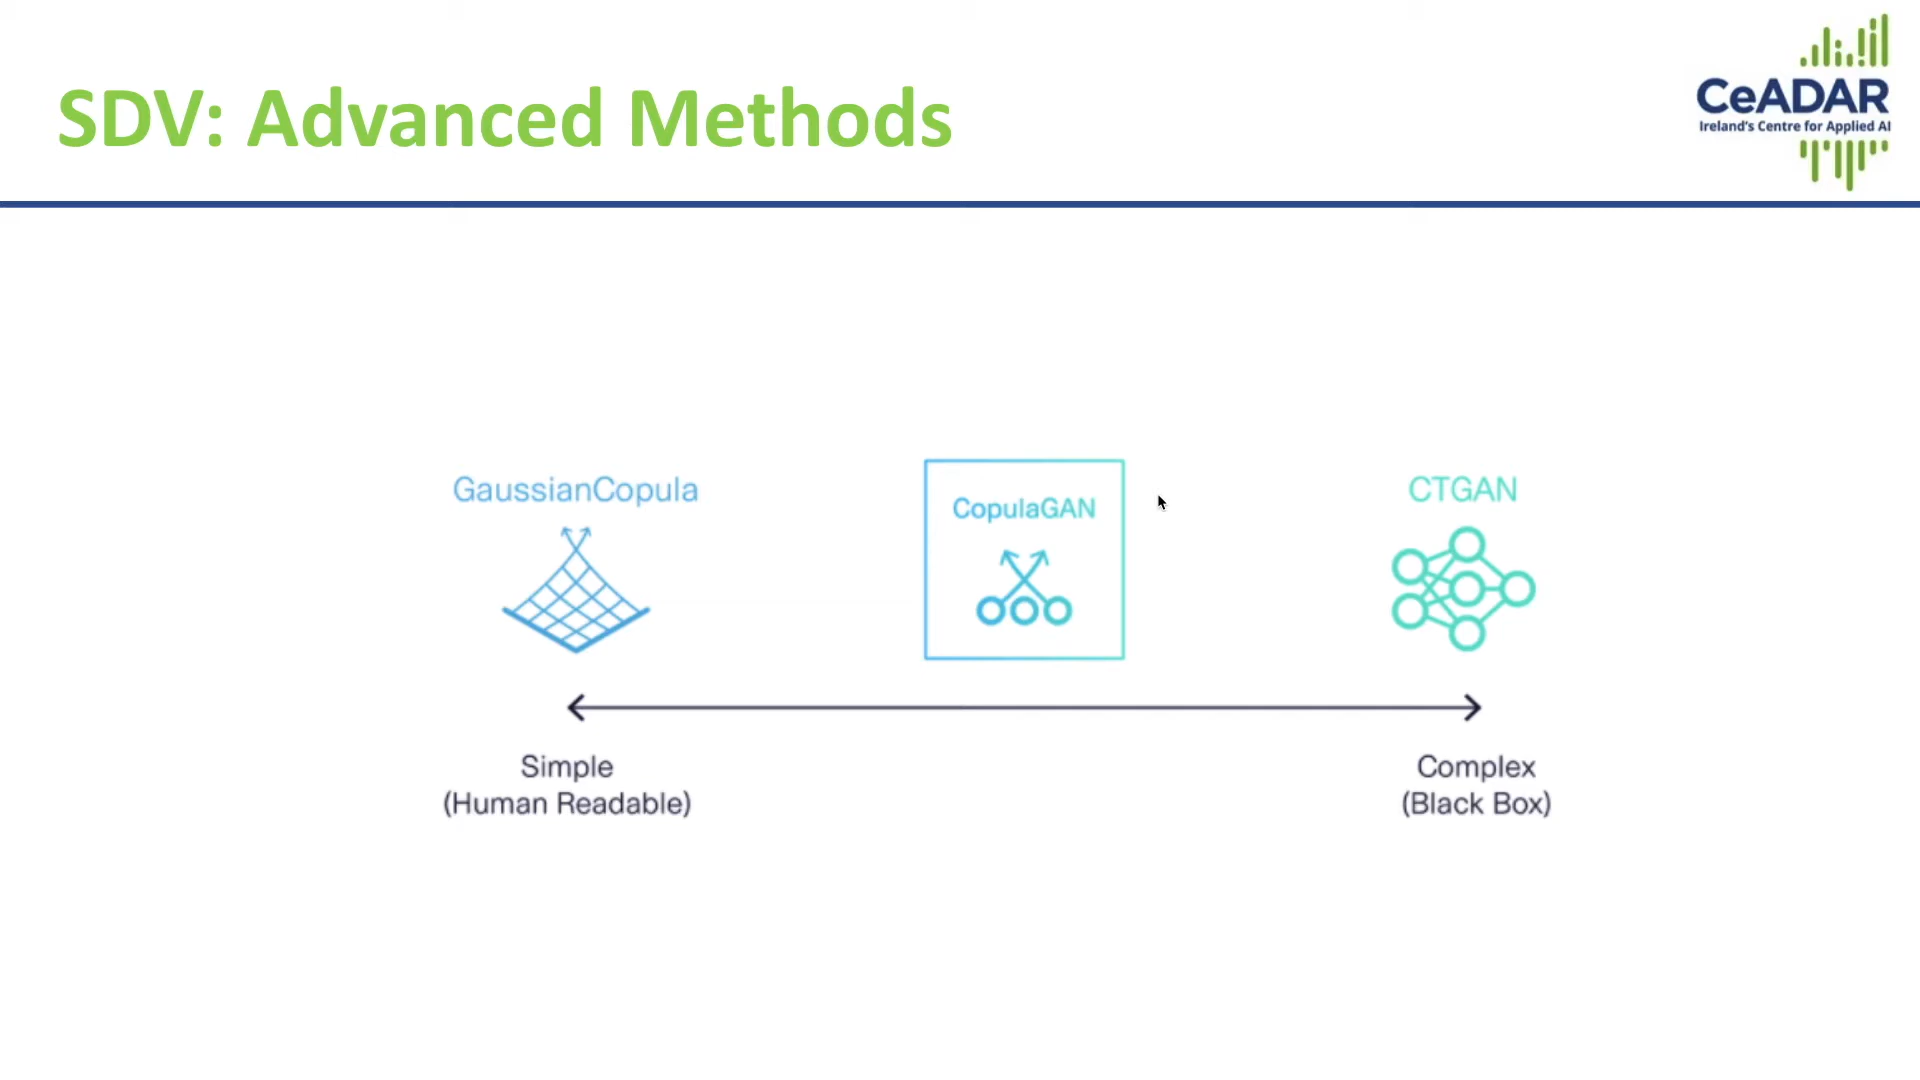 SDV: Advanced Methods
CeADAR
Ireland's Centre for Applied AI
GaussianCopula
CopulaGAN
CTGAN
Simple
(Human Readable)
Complex
(Black Box)